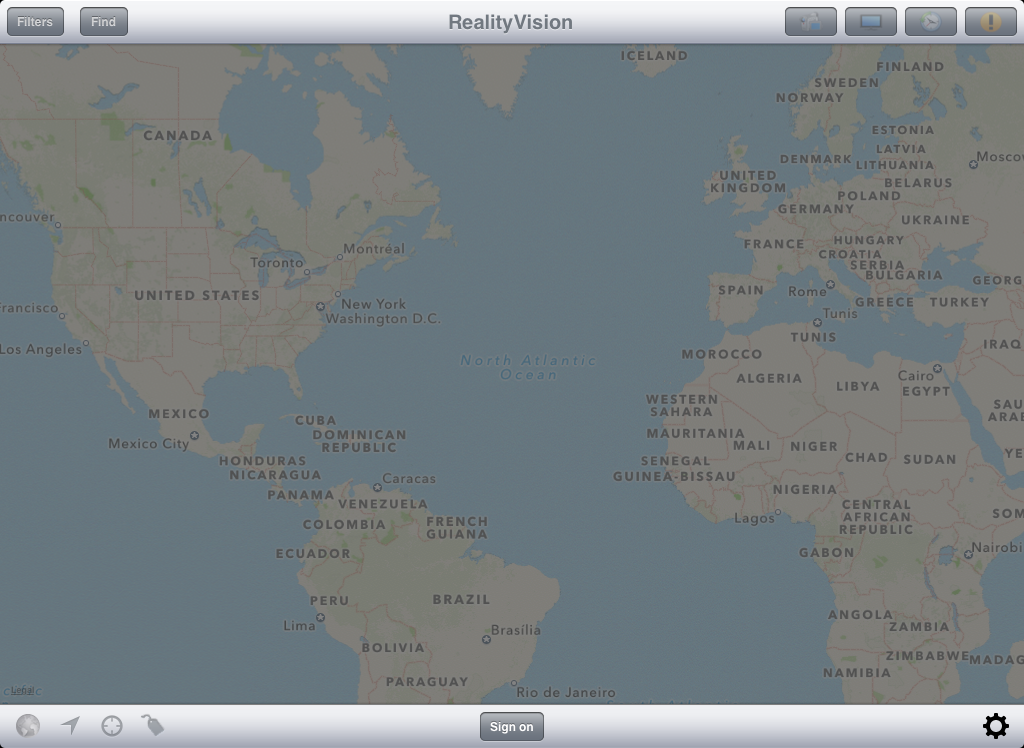 Filters
Find
RealityVision
ICELAND
FINLAND
SWEDEN
NORWAY
CANADA
ESTONIA
LATVIA
DENMARK
LITHUANIA
Moscow
UNITED
KINGDOM
BELARUS
POLAND
GERMANY
ncouver
UKRAINE
Montréal
FRANCE
HUNGARY
CROATIA
Toronto
SERBIA
BULGARIA
GEORG
UNITED STATES
SPAIN
Rome
New York
GREECE
TURKEY
Francisco
Washington D.C.
Tunis
TUNIS
IRAQ
Los Angeles
MOROCCO
North Atlantic
Ocean
ALGERIA
LIBYA
Cairo
EGYPT
WESTERN
SAHARA
SAU
ARAB
MEXICO
CUBA
DOMINICAN
REPUBLIC
Mexico City
MAURITANIA
MALI
NIGER
CHAD
SUDAN
YE
HONDURAS
NICARAGUA
SENEGAL
GUINEA-BISSAU
Caracas
PANAMA
VENEZUELA
NIGERIA
COLOMBIA
FRENCH
GUIANA
Lagos
CENTRAL
AFRICAN
REPUBLIC
SOM
ECUADOR
GABON
Nairobi
PERU
BRAZIL
Lima
Brasília
ANGOLA
ZAMBIA
BOLIVIA
ZIMBABWE
MADAG
PARAGUAY
NAMIBIA
Rio de Janeiro
Legal
Sign on